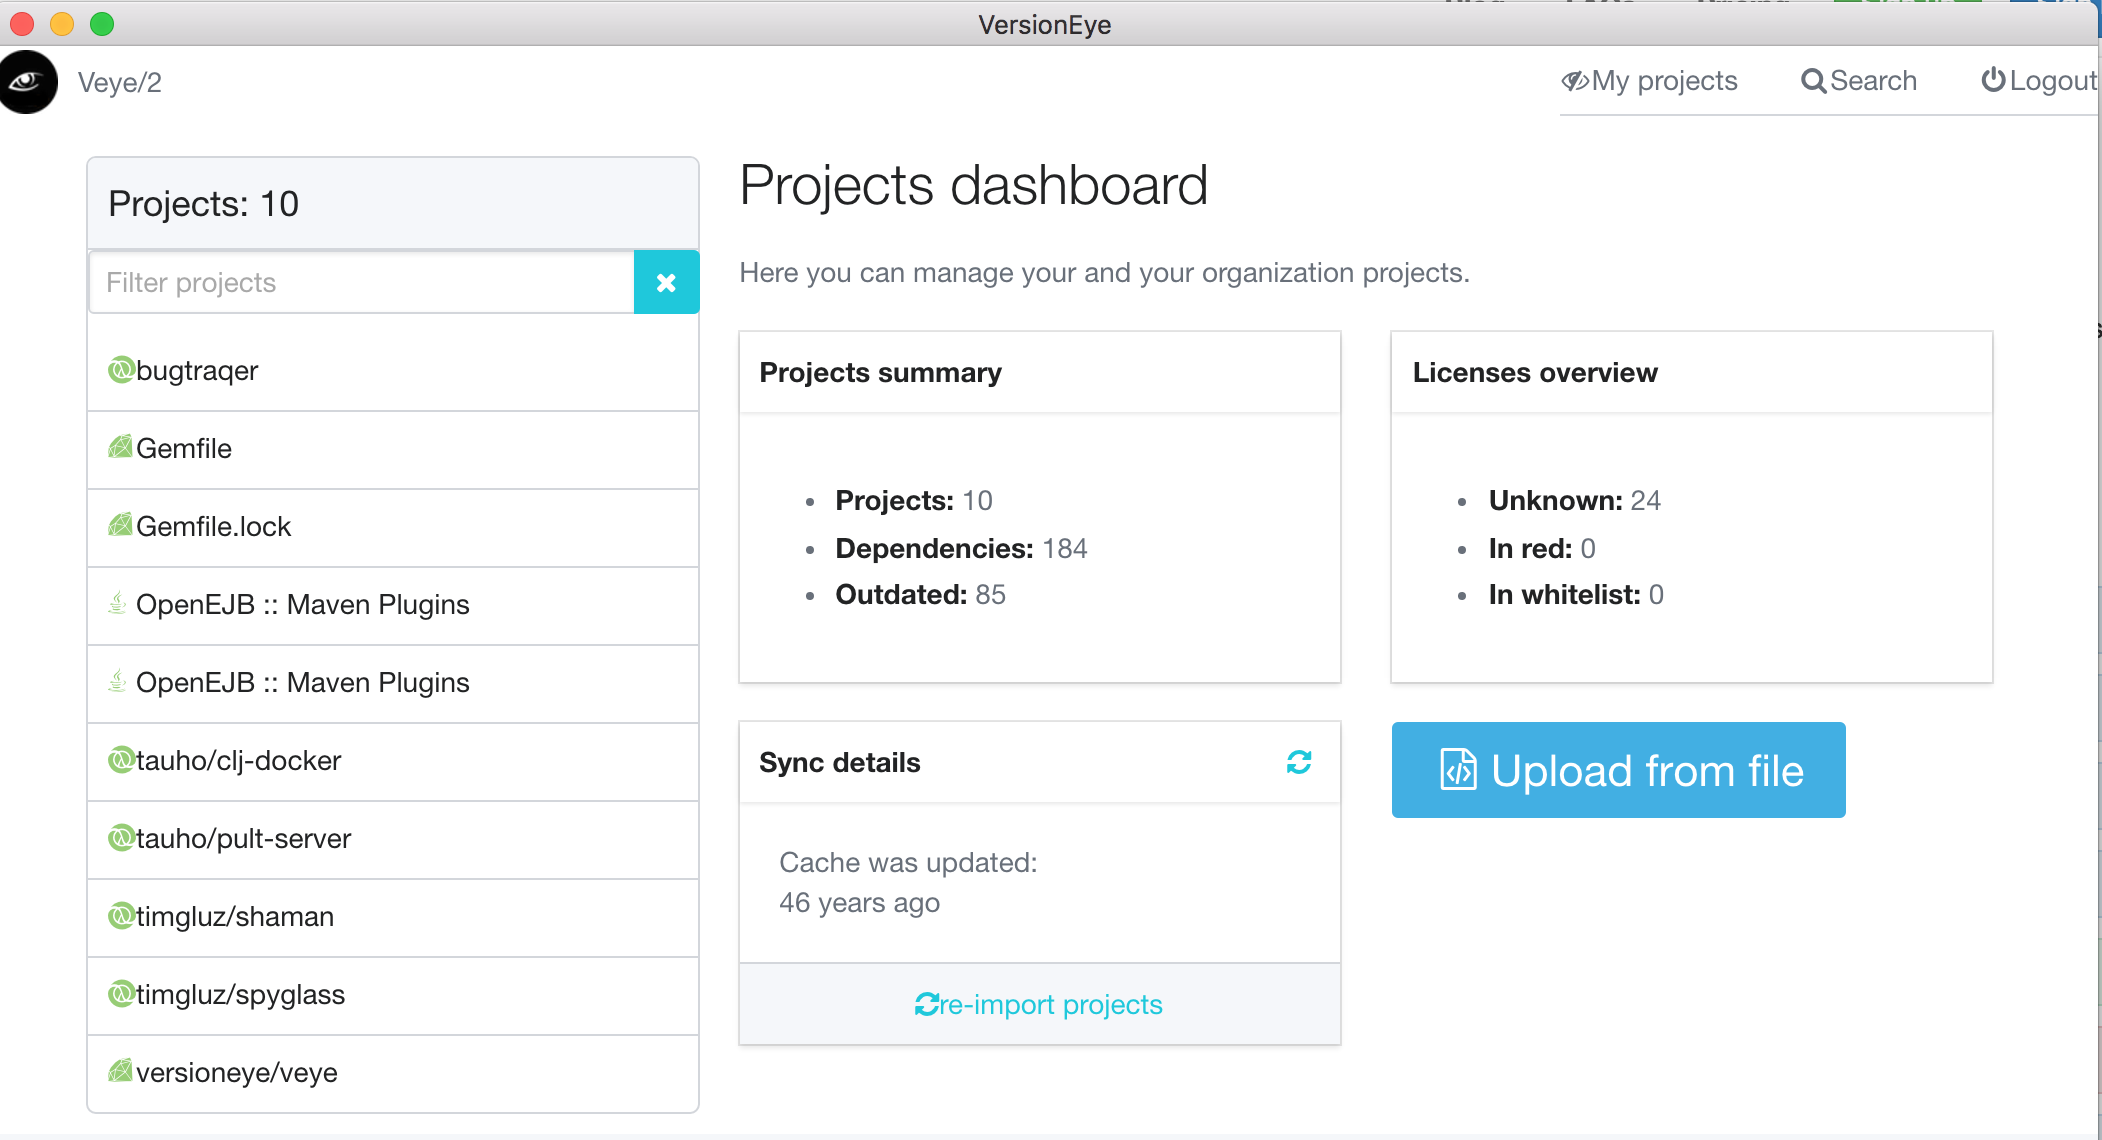 VersionEye
Veye/2
My projects
Search
Logout
Projects: 10
Filter projects
bugtraqer
Gemfile
Gemfile.lock
OpenEJB :: Maven Plugins
OpenEJB :: Maven Plugins
tauho/clj-docker
tauho/pult-server
timgluz/shaman
timgluz/spyglass
versioneye/veye
Projects dashboard
Here you can manage your and your organization projects.
Projects summary
Projects: 10
Dependencies: 184
Outdated: 85
Licenses overview
Unknown: 24
In red: 0
In whitelist: 0
Sync details
Cache was updated:
46 years ago
re-import projects
Upload from file